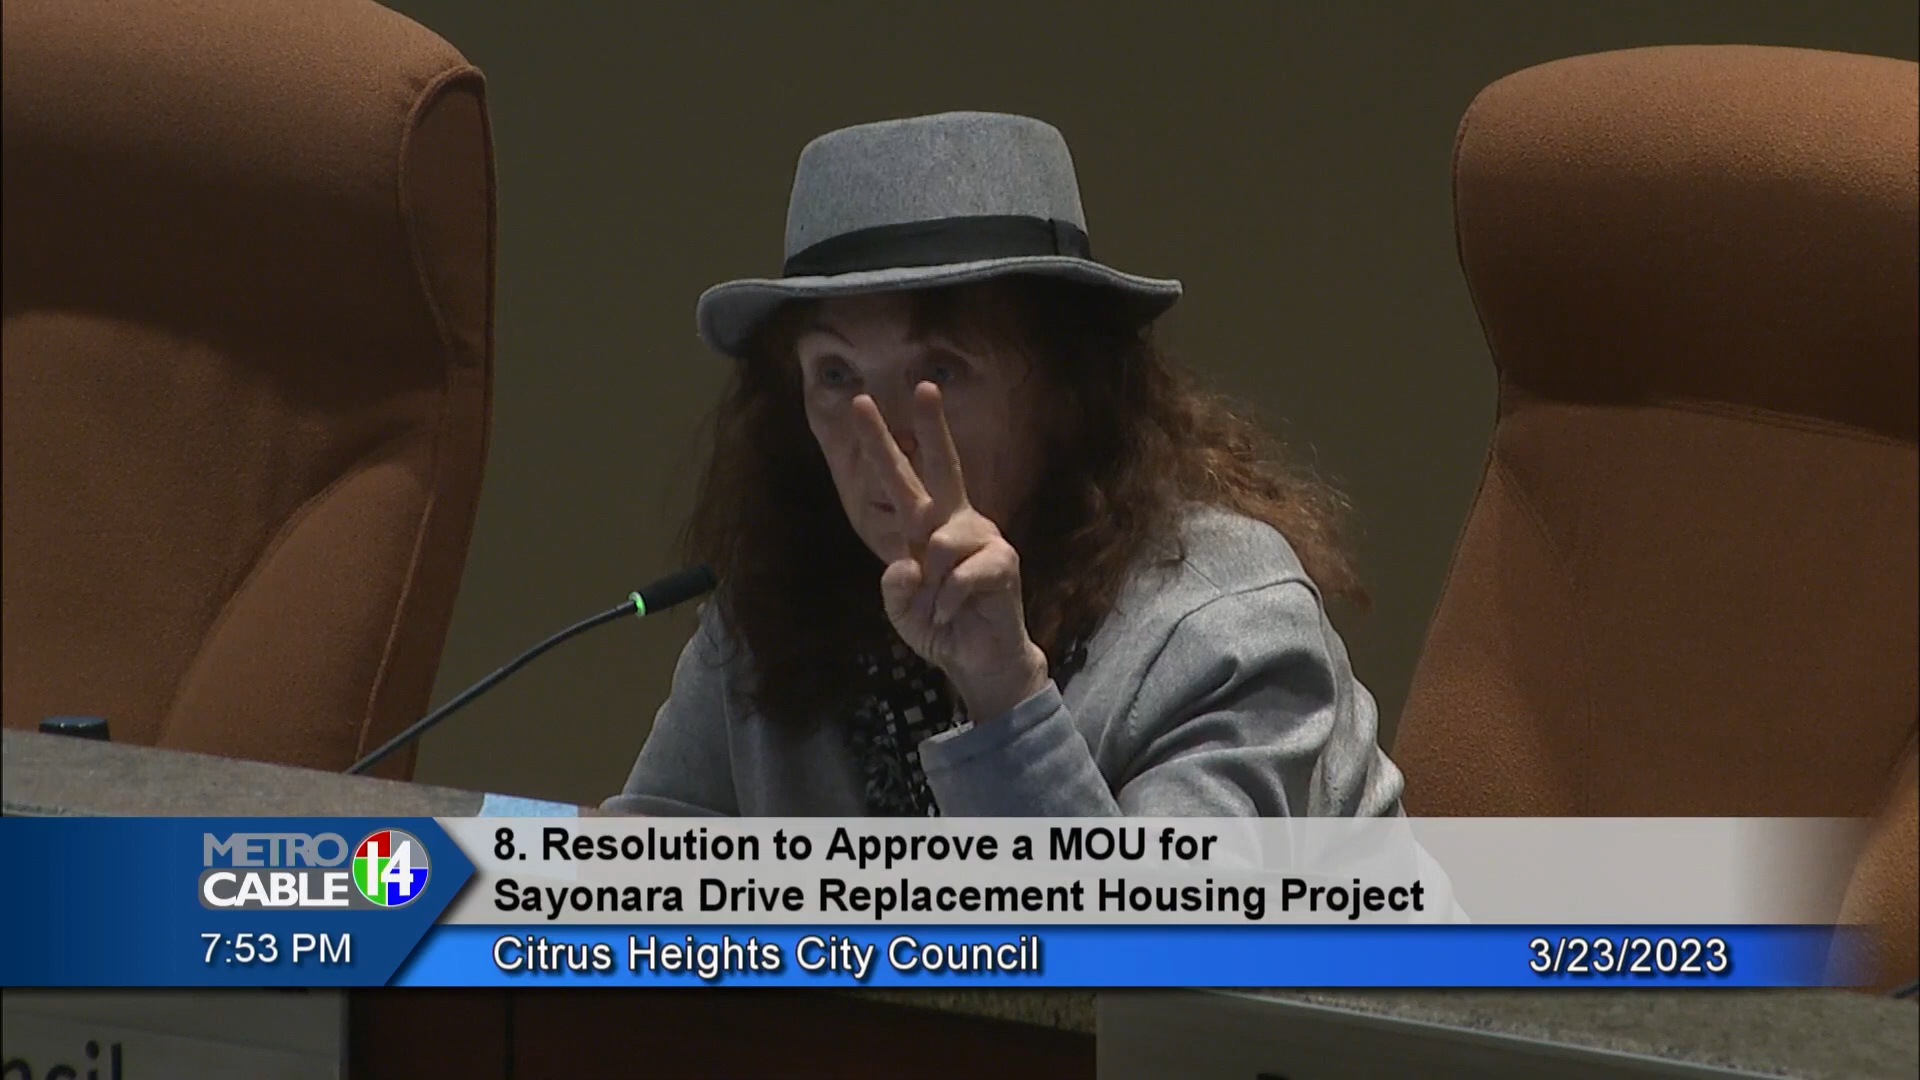 METRO
CABLE 14
7:53 PM
8. Resolution to Approve a MOU for
Sayonara Drive Replacement Housing Project
Citrus Heights City Council
3/23/2023